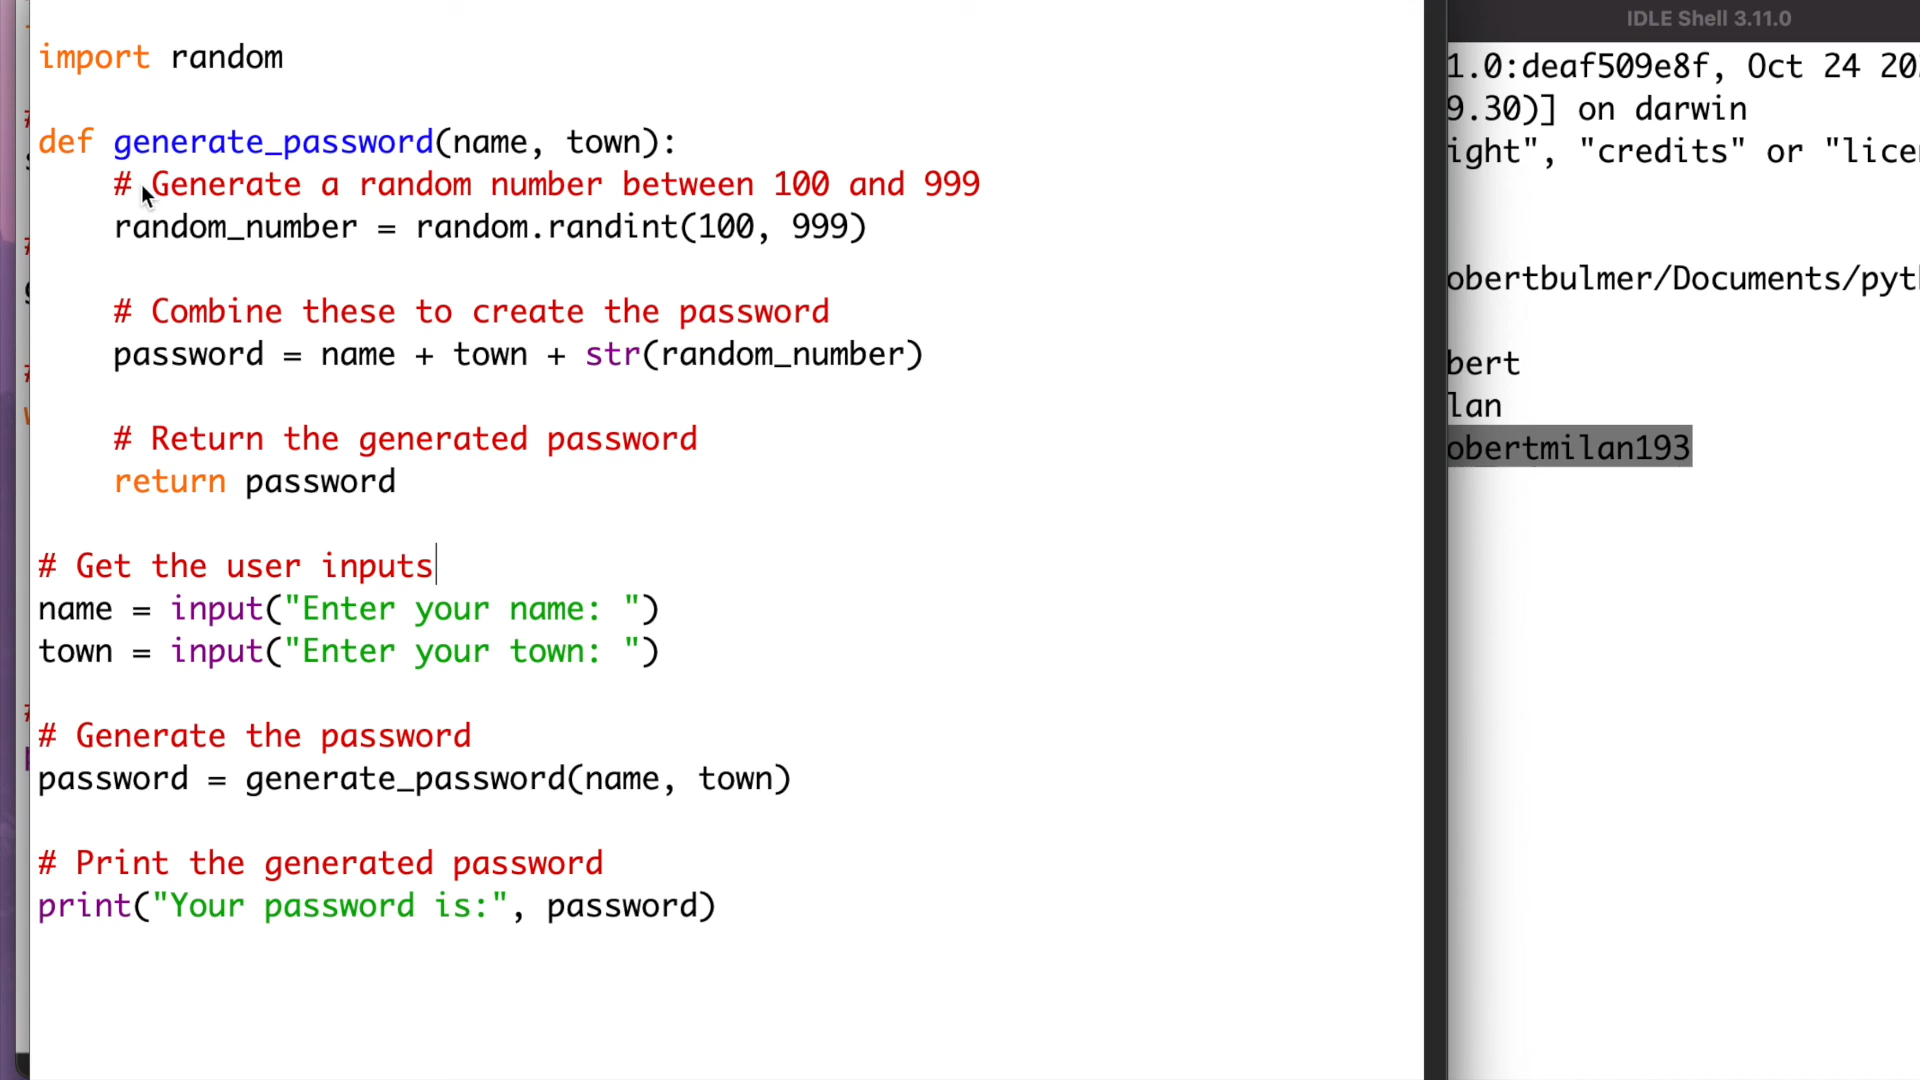 import random
def generate_password(name, town):
# Generate a random number between 100 and 999
random_number = random.randint(100, 999)
# Combine these to create the password
password = name + town + str(random_number)
# Return the generated password
return password
# Get the user inputs
name = input("Enter your name: ")
town = input("Enter your town: ")
# Generate the password
password = generate_password(name, town)
# Print the generated password
print("Your password is:", password)
IDLE Shell 3.11.0
1.0:deaf509e8f, Oct 24 20
9.30)] on darwin
ight", "credits" or "lice
obertbulmer/Documents/pyt
bert
lan
obertmilan193